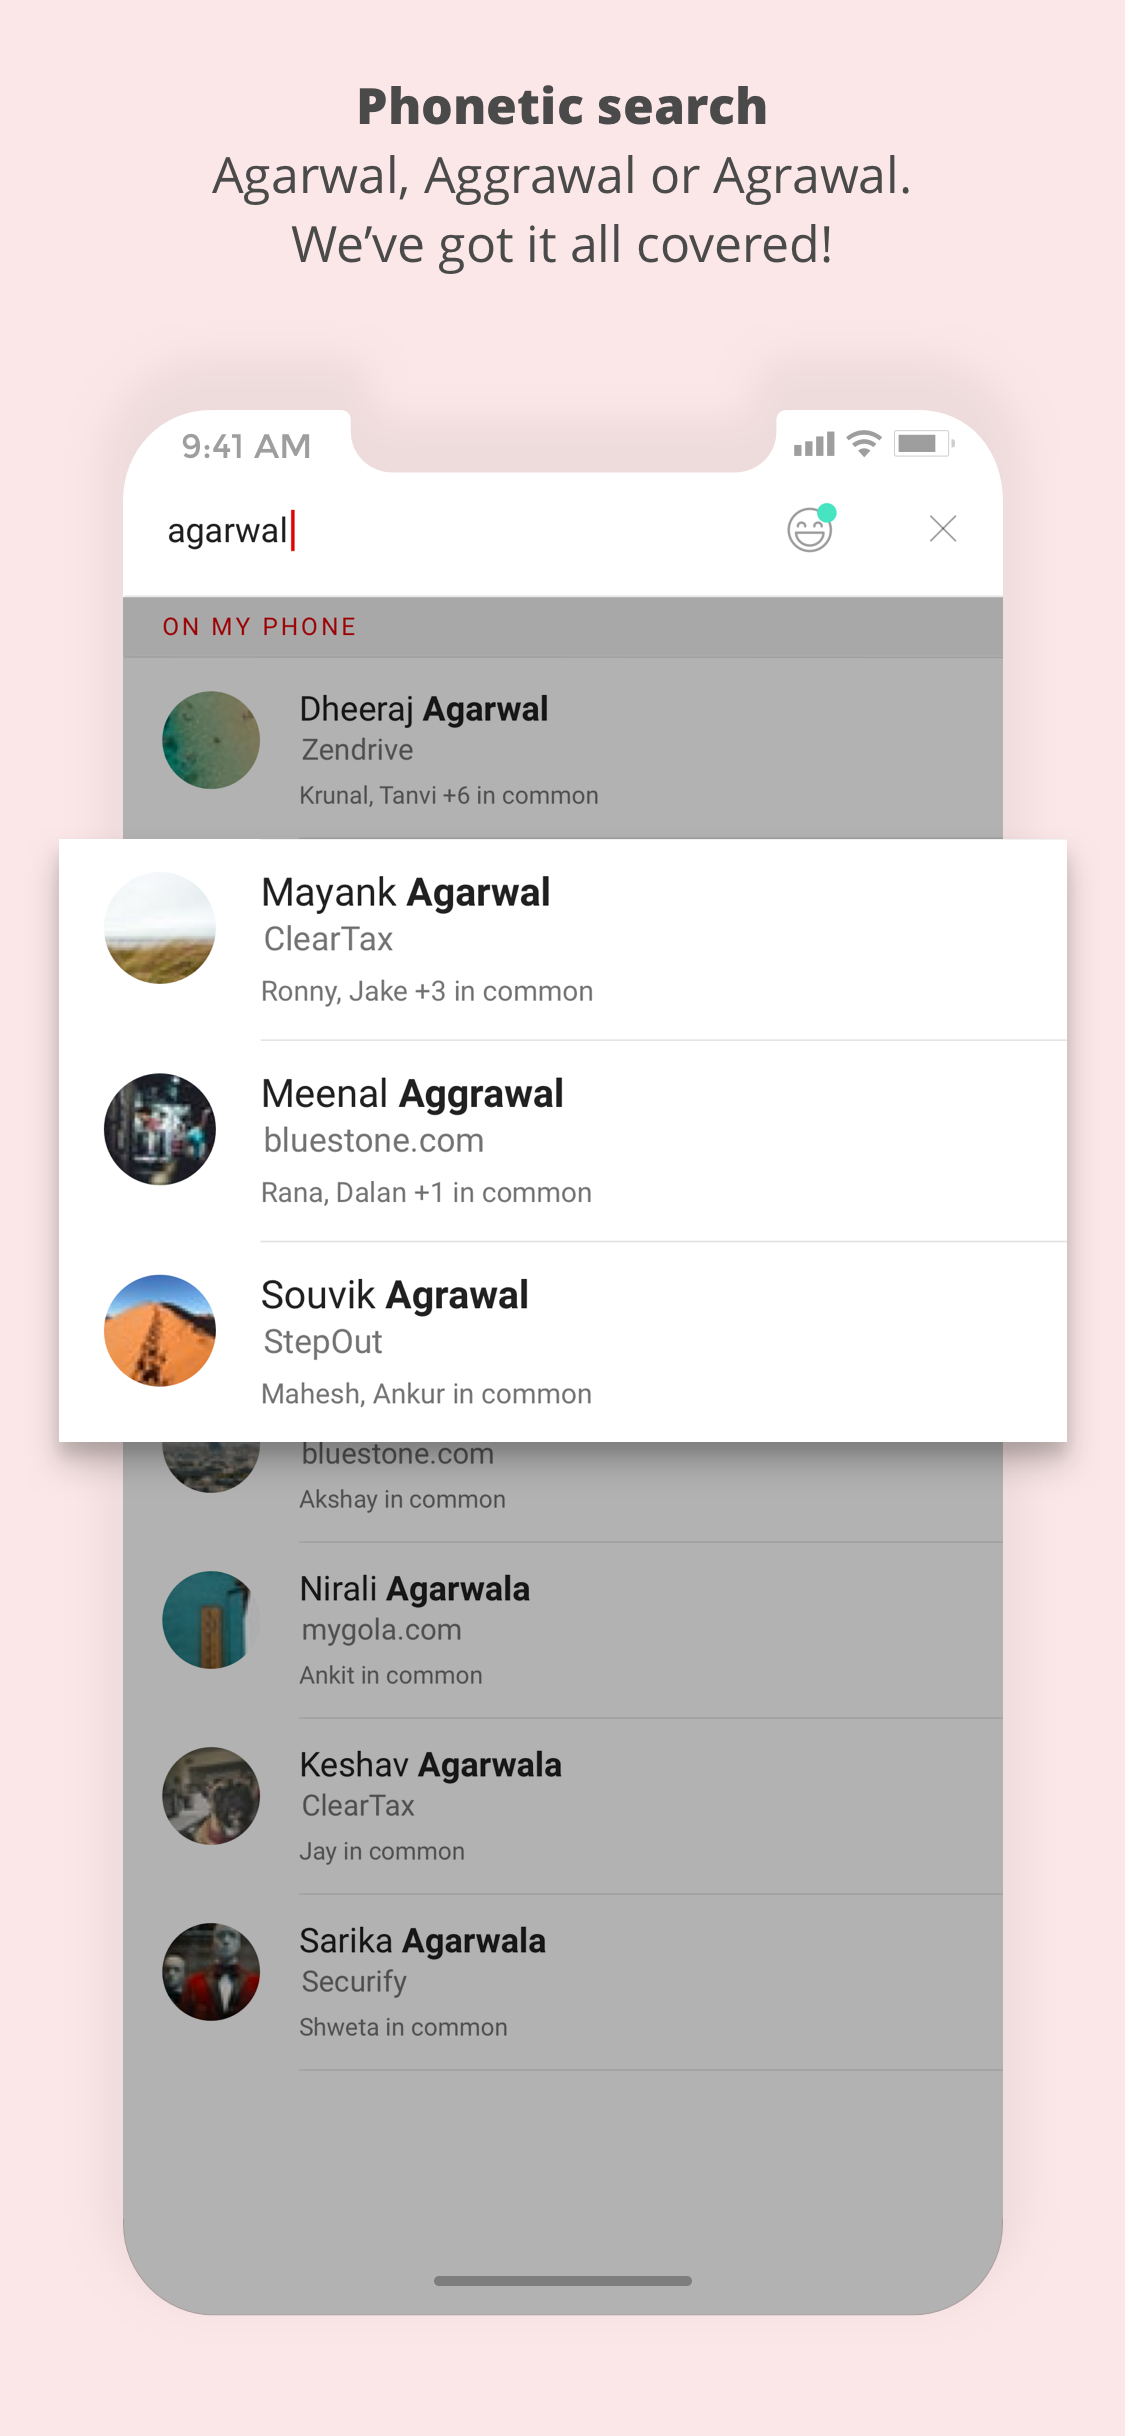 Phonetic search
Agarwal, Aggrawal or Agrawal.
We’ve got it all covered!
9:41 AM
agarwal
ON MY PHONE
Dheeraj Agarwal
Zendrive
Krunal, Tanvi +6 in common
Mayank Agarwal
ClearTax
Ronny, Jake +3 in common
Meenal Aggrawal
bluestone.com
Rana, Dalan +1 in common
Souvik Agrawal
StepOut
Mahesh, Ankur in common
bluestone.com
Akshay in common
Nirali Agarwala
mygola.com
Ankit in common
Keshav Agarwala
ClearTax
Jay in common
Sarika Agarwala
Securify
Shweta in common